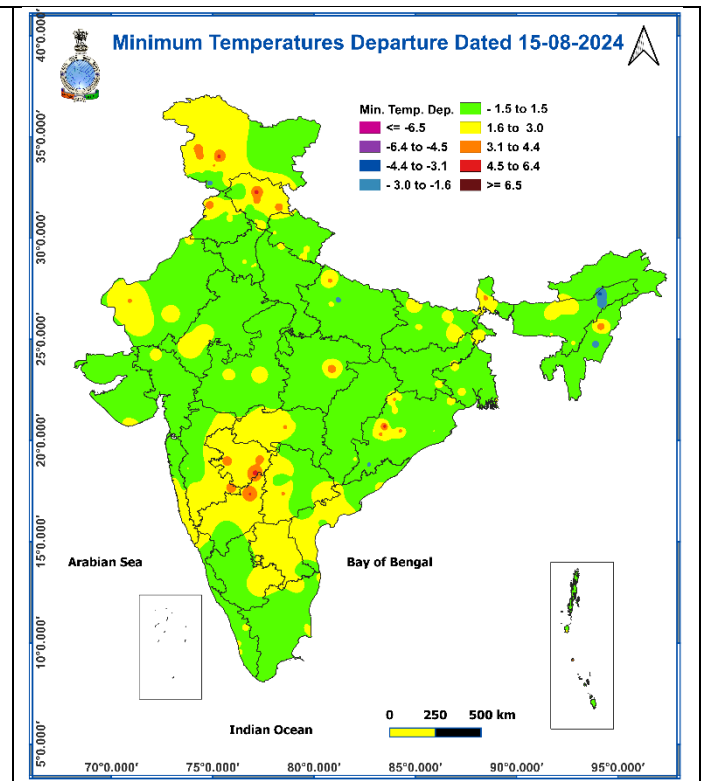 Minimum Temperatures Departure Dated 15-08-2024
Min. Temp. Dep.
<= -6.5
-6.4 to -4.5
-4.4 to -3.1
- 3.0 to -1.6
- 1.5 to 1.5
1.6 to 3.0
3.1 to 4.4
4.5 to 6.4
>= 6.5
40°0.000'
35°0.000'
30°0.000'
25°0.000'
20°0.000'
15°0.000'
10°0.000'
5°0.000'
Arabian Sea
Bay of Bengal
Indian Ocean
0 250 500 km
70°0.000' 75°0.000' 80°0.000' 85°0.000' 90°0.000' 95°0.000'